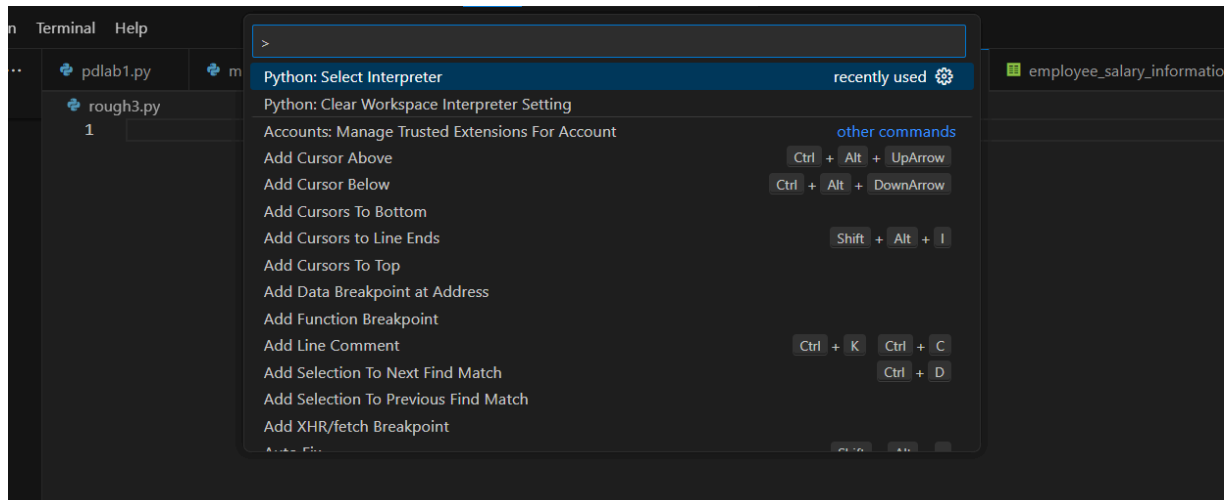 n Terminal Help
>
pdlab1.py
m
employee_salary_informatio
Python: Select Interpreter recently used
rough3.py
Python: Clear Workspace Interpreter Setting
1
Accounts: Manage Trusted Extensions For Account other commands
Add Cursor Above Ctrl + Alt + UpArrow
Add Cursor Below Ctrl + Alt + DownArrow
Add Cursors To Bottom
Add Cursors to Line Ends Shift + Alt + I
Add Cursors To Top
Add Data Breakpoint at Address
Add Function Breakpoint
Add Line Comment Ctrl + K Ctrl + C
Add Selection To Next Find Match Ctrl + D
Add Selection To Previous Find Match
Add XHR/fetch Breakpoint